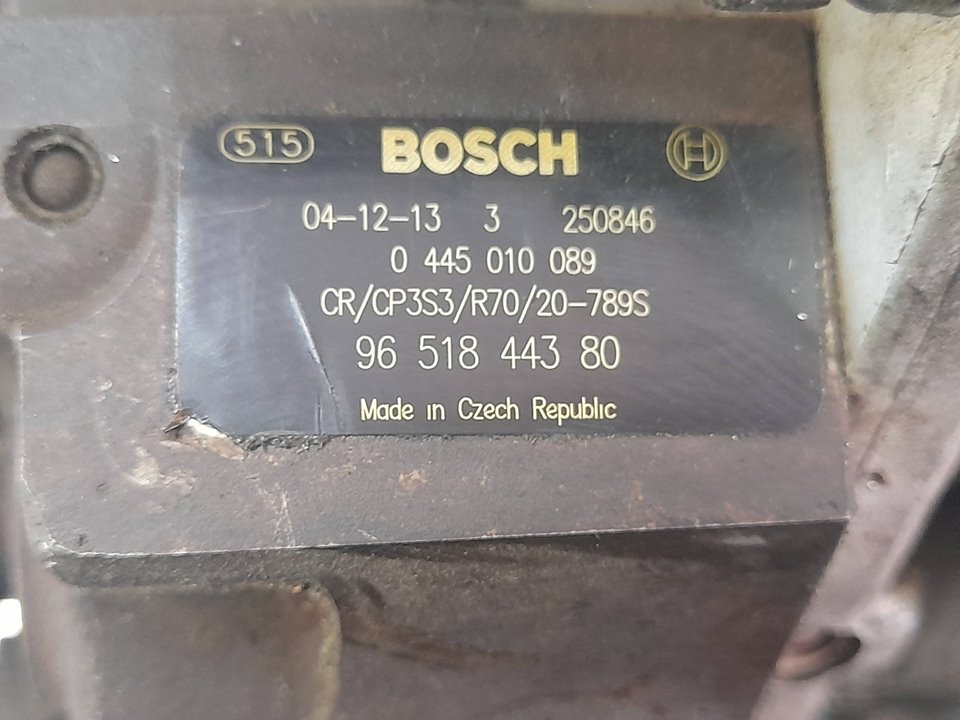 515 BOSCH H
04-12-13 3 250846
0 445 010 089
CR/CP3S3/R70/20-789S
96 518 443 80
Made in Czech Republic